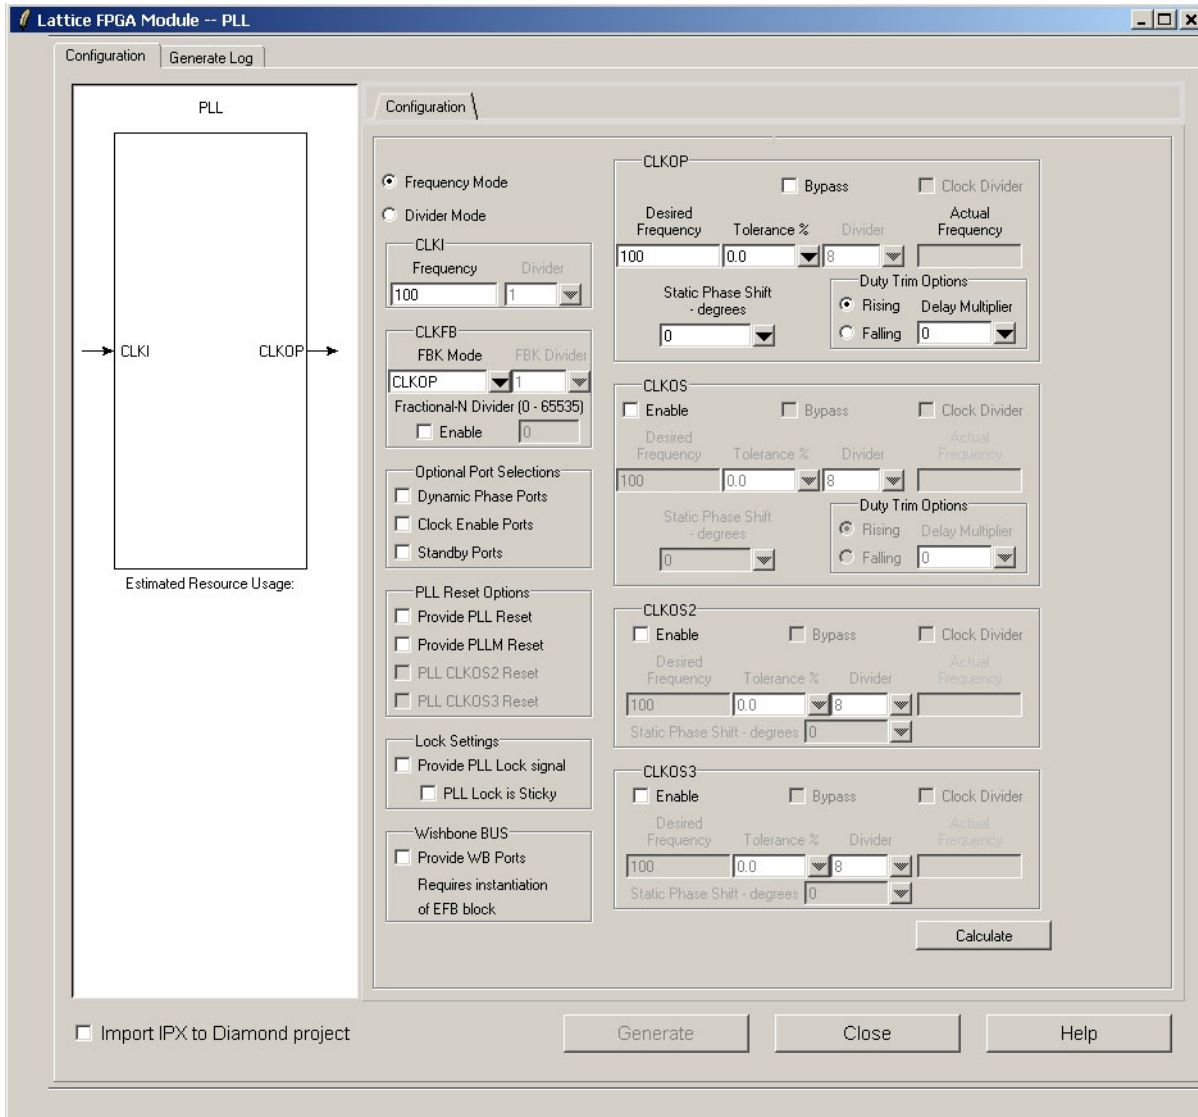 Lattice FPGA Module -- PLL
Configuration
Generate Log
PLL
CLKI
CLKOP
Estimated Resource Usage:
Configuration
Frequency Mode
Divider Mode
CLKI
Frequency Divider
100 1
CLKFB
FBK Mode FBK Divider
CLKOP 1
Fractional-N Divider (0 - 65535)
Enable 0
Optional Port Selections
Dynamic Phase Ports
Clock Enable Ports
Standby Ports
PLL Reset Options
Provide PLL Reset
Provide PLLM Reset
PLL CLKOS2 Reset
PLL CLKOS3 Reset
Lock Settings
Provide PLL Lock signal
PLL Lock is Sticky
Wishbone BUS
Provide WB Ports
Requires instantiation
of EFB block
CLKOP
Bypass Clock Divider
Desired Actual
Frequency Tolerance % Divider Frequency
100 0.0 8
Static Phase Shift
- degrees
0
Duty Trim Options
Rising Delay Multiplier
Falling 0
CLKOS
Enable Bypass Clock Divider
Desired Actual
Frequency Tolerance % Divider Frequency
100 0.0 8
Static Phase Shift
- degrees
0
Duty Trim Options
Rising Delay Multiplier
Falling 0
CLKOS2
Enable Bypass Clock Divider
Desired Actual
Frequency Tolerance % Divider Frequency
100 0.0 8
Static Phase Shift - degrees 0
CLKOS3
Enable Bypass Clock Divider
Desired Actual
Frequency Tolerance % Divider Frequency
100 0.0 8
Static Phase Shift - degrees 0
Calculate
Import IPX to Diamond project
Generate
Close
Help